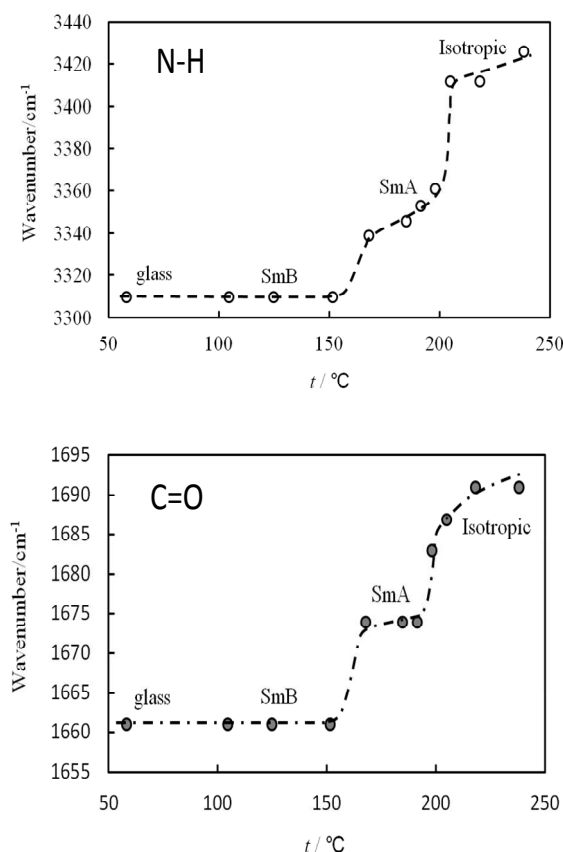 N-H
Wavenumber/cm⁻¹
3440
3420
3400
3380
3360
3340
3320
3300
Isotropic
SmA
glass
SmB
50
100
150
200
250
t / °C
C=O
Wavenumber/cm⁻¹
1695
1690
1685
1680
1675
1670
1665
1660
1655
Isotropic
SmA
glass
SmB
50
100
150
200
250
t / °C